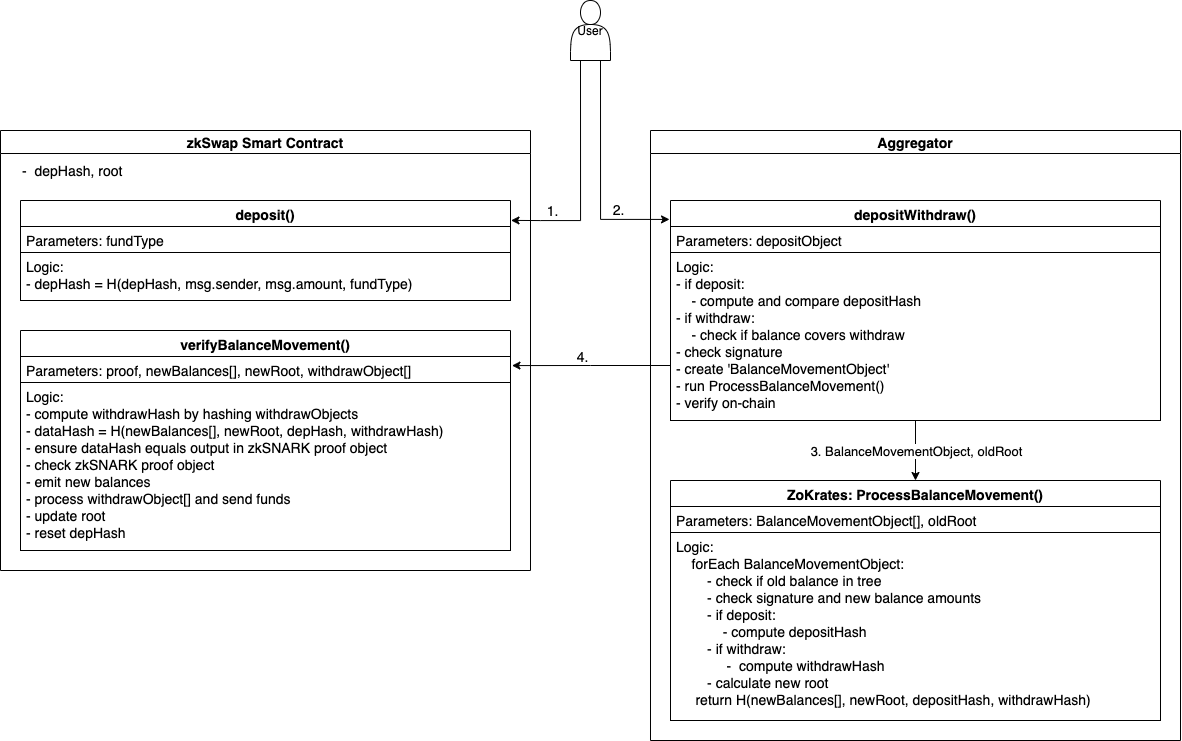 User
zkSwap Smart Contract
- depHash, root
1.
deposit()
Parameters: fundType
Logic:
- depHash = H(depHash, msg.sender, msg.amount, fundType)
verifyBalanceMovement()
Parameters: proof, newBalances[], newRoot, withdrawObject[]
Logic:
- compute withdrawHash by hashing withdrawObjects
- dataHash = H(newBalances[], newRoot, depHash, withdrawHash)
- ensure dataHash equals output in zkSNARK proof object
- check zkSNARK proof object
- emit new balances
- process withdrawObject[] and send funds
- update root
- reset depHash
Aggregator
2.
depositWithdraw()
Parameters: depositObject
Logic:
- if deposit:
- compute and compare depositHash
- if withdraw:
- check if balance covers withdraw
- check signature
- create 'BalanceMovementObject'
- run ProcessBalanceMovement()
- verify on-chain
4.
3. BalanceMovementObject, oldRoot
ZoKrates: ProcessBalanceMovement()
Parameters: BalanceMovementObject[], oldRoot
Logic:
forEach BalanceMovementObject:
- check if old balance in tree
- check signature and new balance amounts
- if deposit:
- compute depositHash
- if withdraw:
- compute withdrawHash
- calculate new root
return H(newBalances[], newRoot, depositHash, withdrawHash)